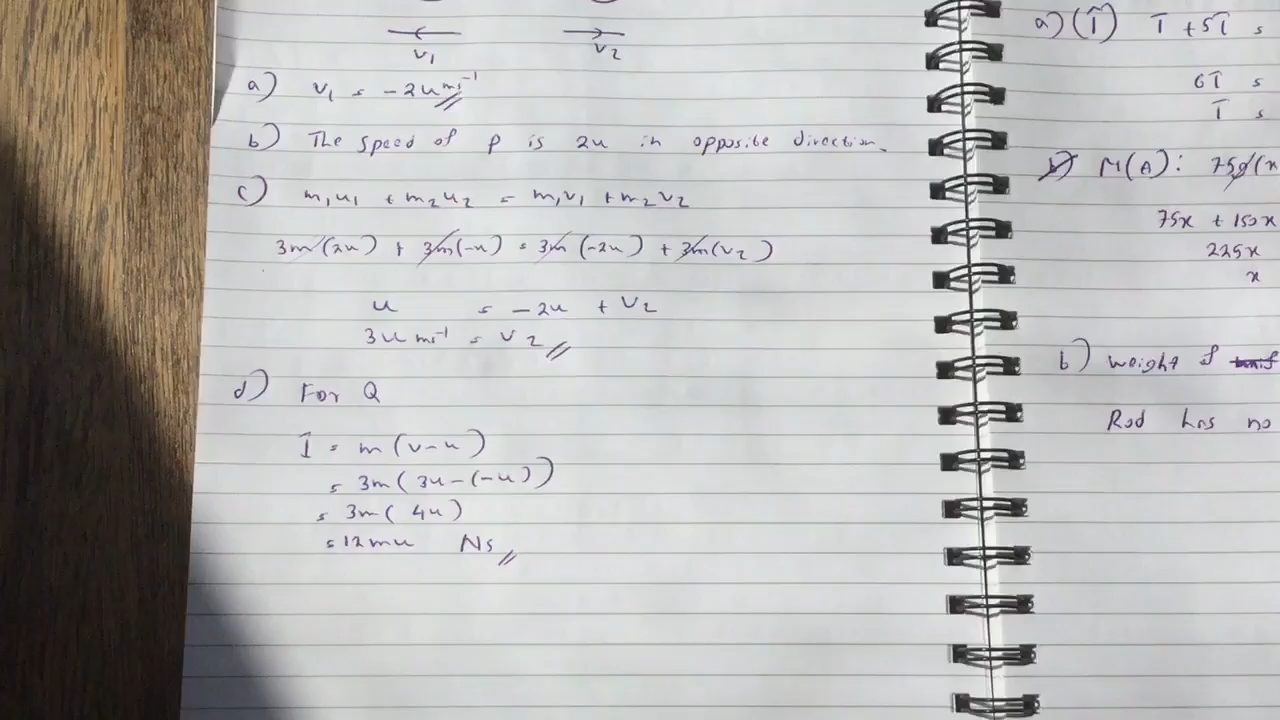 v₁ v₂
a) v₁ = -2u ms⁻¹
b) The speed of P is 2u in opposite direction.
c) m₁u₁ + m₂u₂ = m₁v₁ + m₂v₂
3m(2u) + 3m(-u) = 3m(-2u) + 3m(v₂)
u = -2u + v₂
3u ms⁻¹ = v₂
d) For Q
I = m(v-u)
= 3m(3u-(-u))
= 3m(4u)
= 12mu Ns
a) (↑) T + 5T =
6T =
T =
M(A): 75g(x
75x + 150x
225x
x
b) weight of
Rod has no